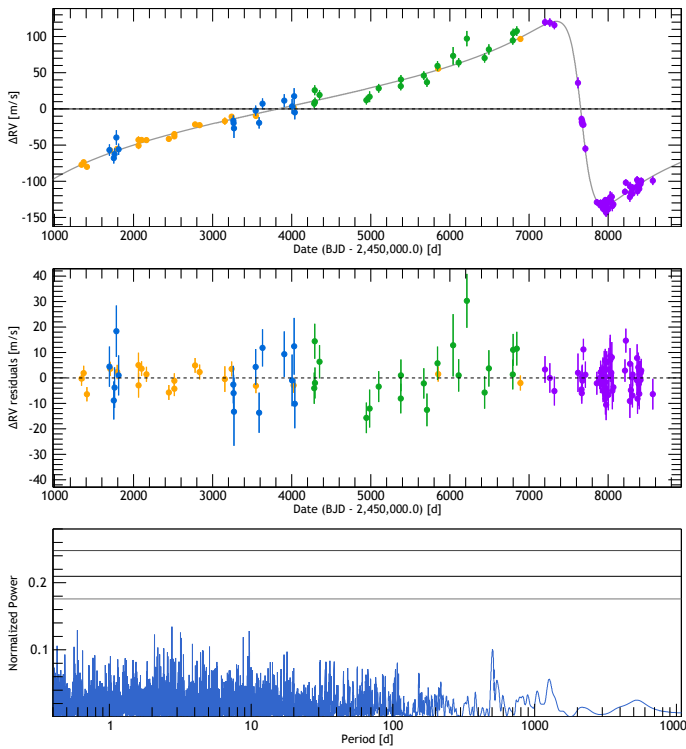 100
50
0
-50
-100
-150
ΔRV [m/s]
1000 2000 3000 4000 5000 6000 7000 8000
Date (BJD - 2,450,000.0) [d]
40
30
20
10
0
-10
-20
-30
-40
ΔRV residuals [m/s]
1000 2000 3000 4000 5000 6000 7000 8000
Date (BJD - 2,450,000.0) [d]
0.2
0.1
Normalized Power
1 10 100 1000 1000
Period [d]